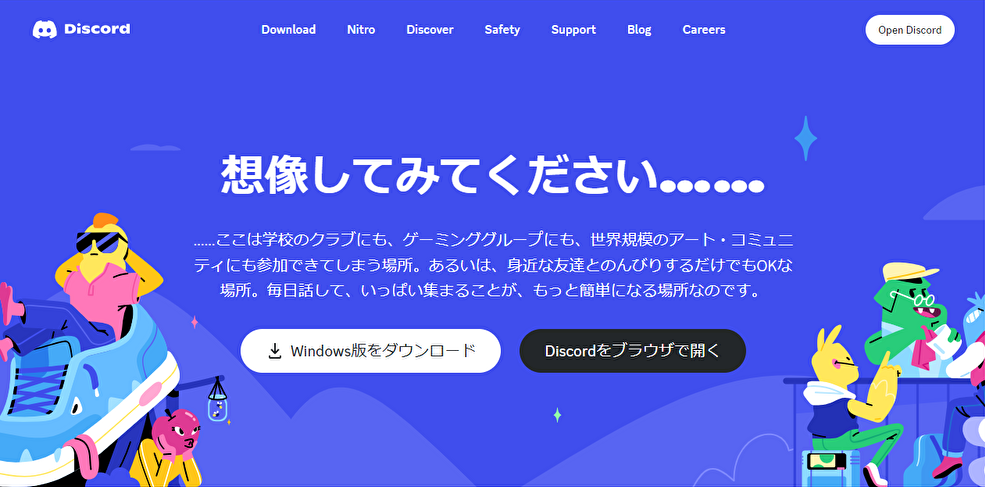 Discord
Download Nitro Discover Safety Support Blog Careers
Open Discord
想像してみてください……
……ここは学校のクラブにも、ゲーミンググループにも、世界規模のアート・コミュニ
ティにも参加できてしまう場所。あるいは、身近な友達とのんびりするだけでもOKな
場所。毎日話して、いっぱい集まることが、もっと簡単になる場所なのです。
Windows版をダウンロード
Discordをブラウザで開く